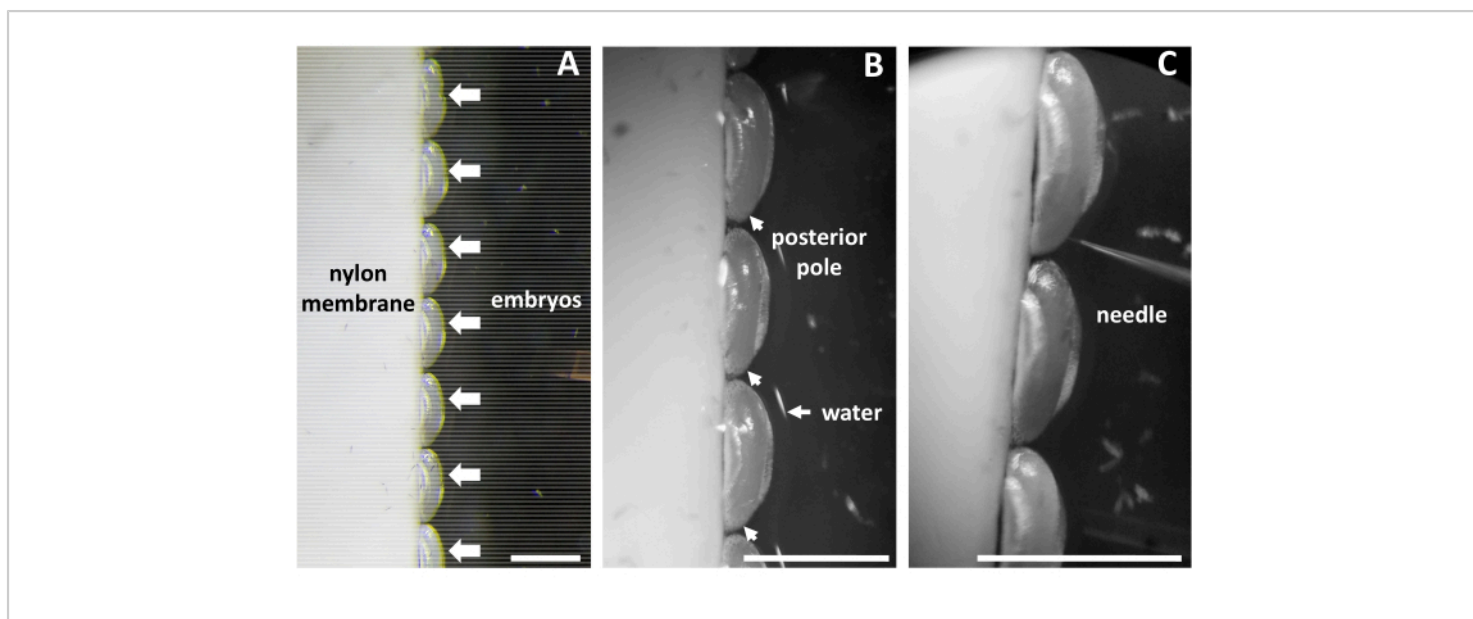 A
nylon
membrane
embryos
B
posterior
pole
water
C
needle